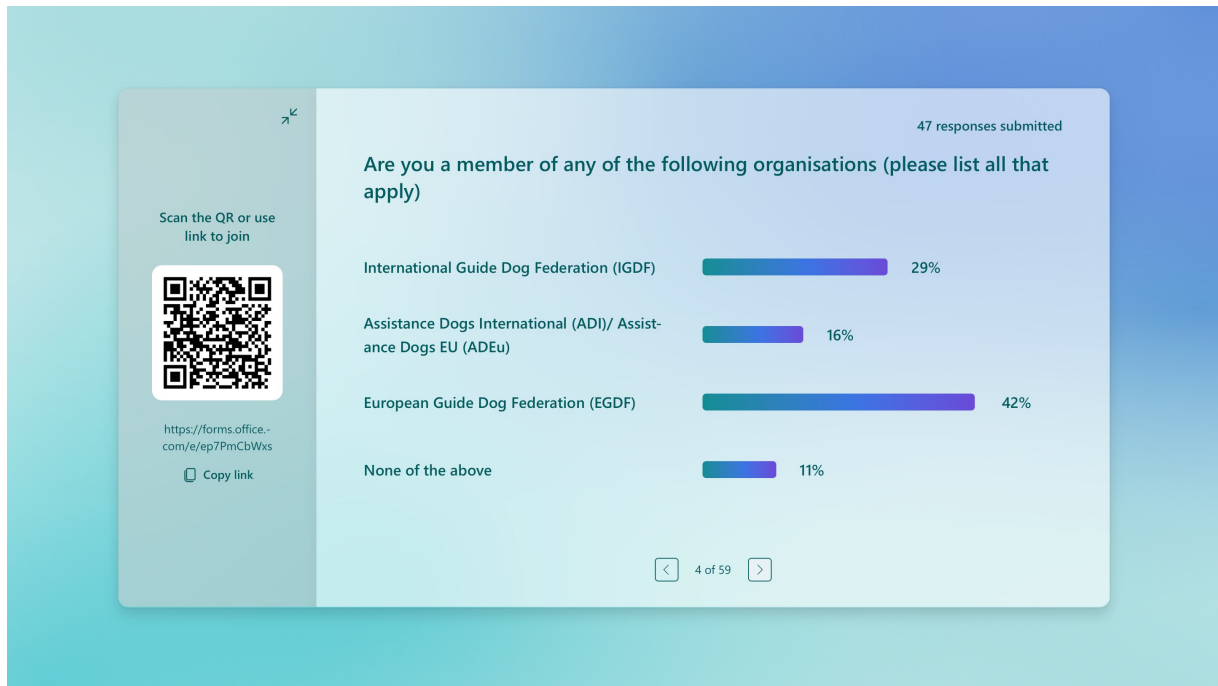 47 responses submitted
Are you a member of any of the following organisations (please list all that
apply)
Scan the QR or use
link to join
https://forms.office.-
com/e/ep7PmCbWxs
Copy link
International Guide Dog Federation (IGDF)
29%
Assistance Dogs International (ADI)/ Assist-
ance Dogs EU (ADEu)
16%
European Guide Dog Federation (EGDF)
42%
None of the above
11%
4 of 59